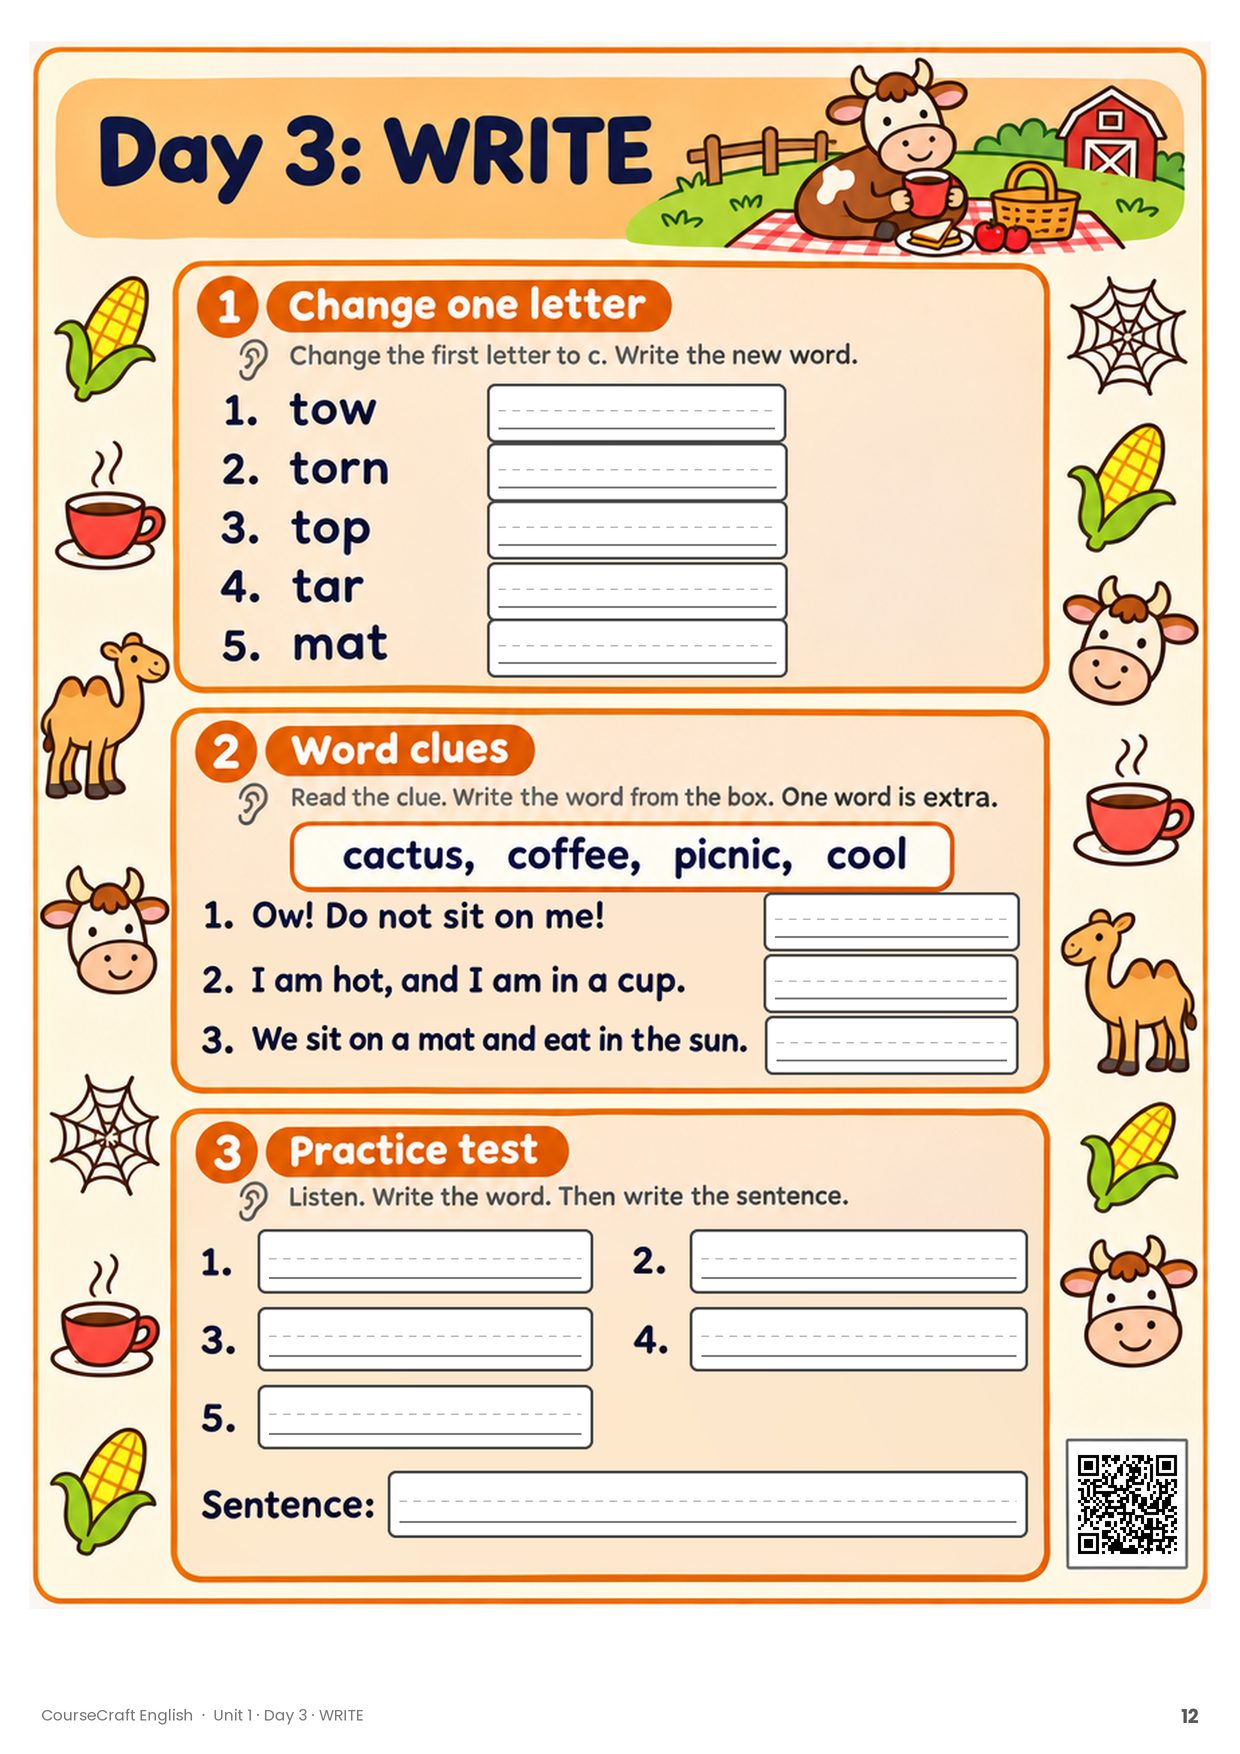 Day 3: WRITE
1 Change one letter
Change the first letter to c. Write the new word.
1. tow
2. torn
3. top
4. tar
5. mat
2 Word clues
Read the clue. Write the word from the box. One word is extra.
cactus, coffee, picnic, cool
1. Ow! Do not sit on me!
2. I am hot, and I am in a cup.
3. We sit on a mat and eat in the sun.
3 Practice test
Listen. Write the word. Then write the sentence.
1. 2.
3. 4.
5.
Sentence:
CourseCraft English · Unit 1 · Day 3 · WRITE 12